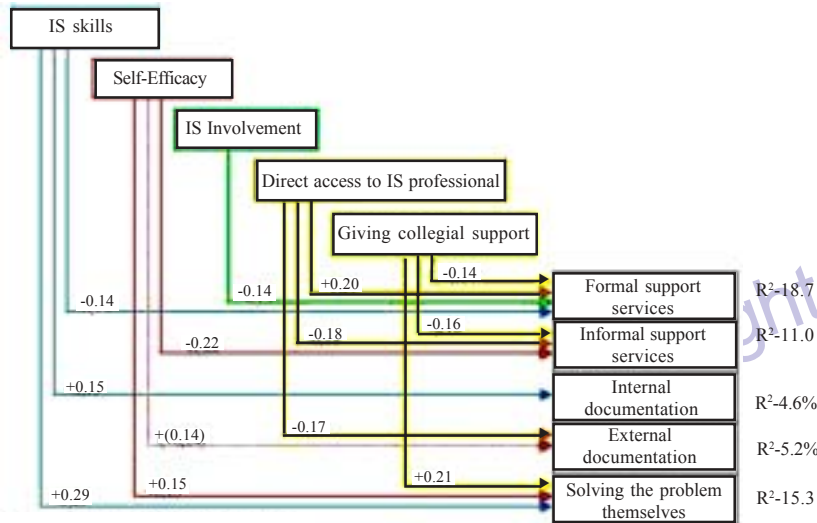 IS skills
Self-Efficacy
IS Involvement
Direct access to IS professional
Giving collegial support
-0.14
+0.20
-0.14
-0.14
Formal support
services
R²-18.7
-0.16
-0.18
-0.22
Informal support
services
R²-11.0
+0.15
Internal
documentation
R²-4.6%
-0.17
+(0.14)
External
documentation
R²-5.2%
+0.21
+0.15
+0.29
Solving the problem
themselves
R²-15.3
right